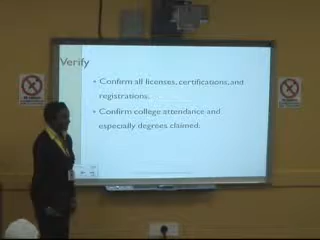 Verify
• Confirm all licenses, certifications, and
registrations.
• Confirm college attendance and
especially degrees claimed.